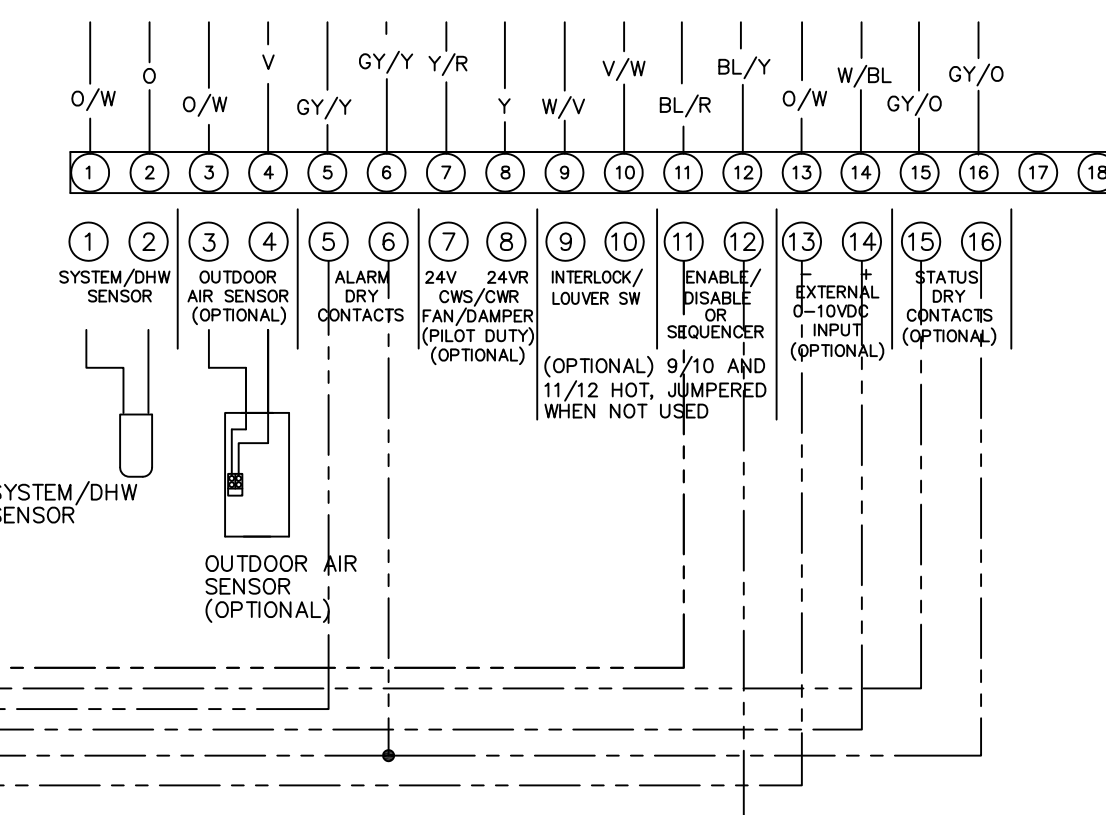 O/W O O/W V GY/Y GY/Y Y/R Y W/V V/W BL/R BL/Y O/W W/BL GY/O GY/O
1 2 3 4 5 6 7 8 9 10 11 12 13 14 15 16 17 18
1 2 3 4 5 6 7 8 9 10 11 12 13 14 15 16
SYSTEM/DHW
SENSOR
OUTDOOR
AIR SENSOR
(OPTIONAL)
ALARM
DRY
CONTACTS
24V 24VR
CWS/CWR
FAN/DAMPER
(PILOT DUTY)
(OPTIONAL)
INTERLOCK/
LOUVER SW
ENABLE/
DISABLE
OR
SEQUENCER
(OPTIONAL) 9/10 AND
11/12 HOT, JUMPERED
WHEN NOT USED
- +
EXTERNAL
0-10VDC
INPUT
(OPTIONAL)
STATUS
DRY
CONTACTS
(OPTIONAL)
SYSTEM/DHW
SENSOR
OUTDOOR AIR
SENSOR
(OPTIONAL)